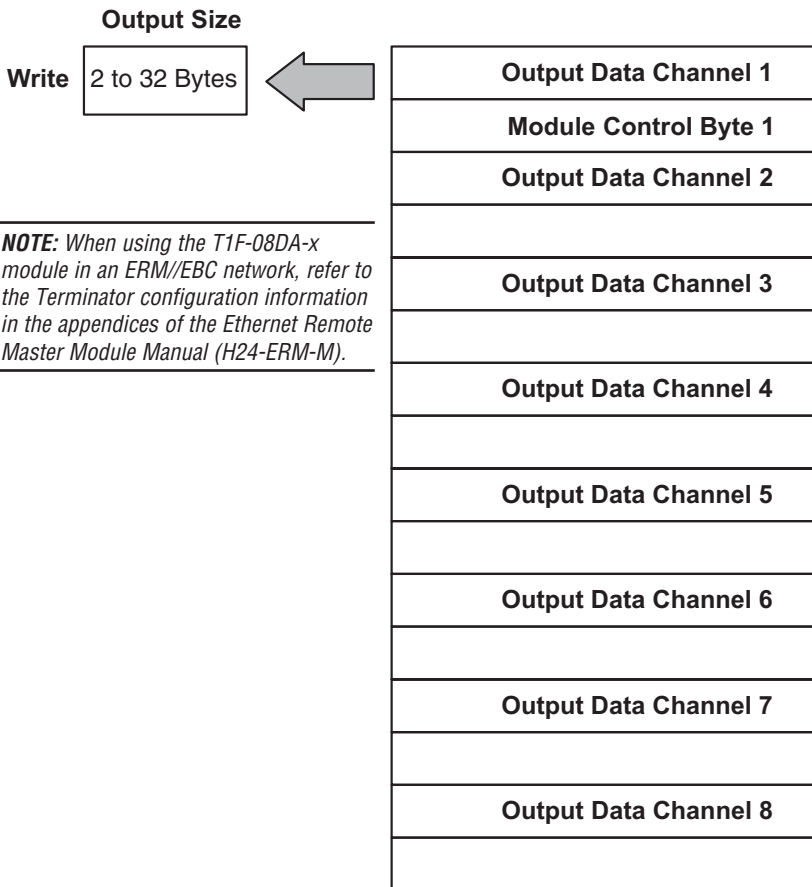 Output Size
Write 2 to 32 Bytes
Output Data Channel 1
Module Control Byte 1
Output Data Channel 2
NOTE: When using the T1F-08DA-x
module in an ERM//EBC network, refer to
the Terminator configuration information
in the appendices of the Ethernet Remote
Master Module Manual (H24-ERM-M).
Output Data Channel 3
Output Data Channel 4
Output Data Channel 5
Output Data Channel 6
Output Data Channel 7
Output Data Channel 8